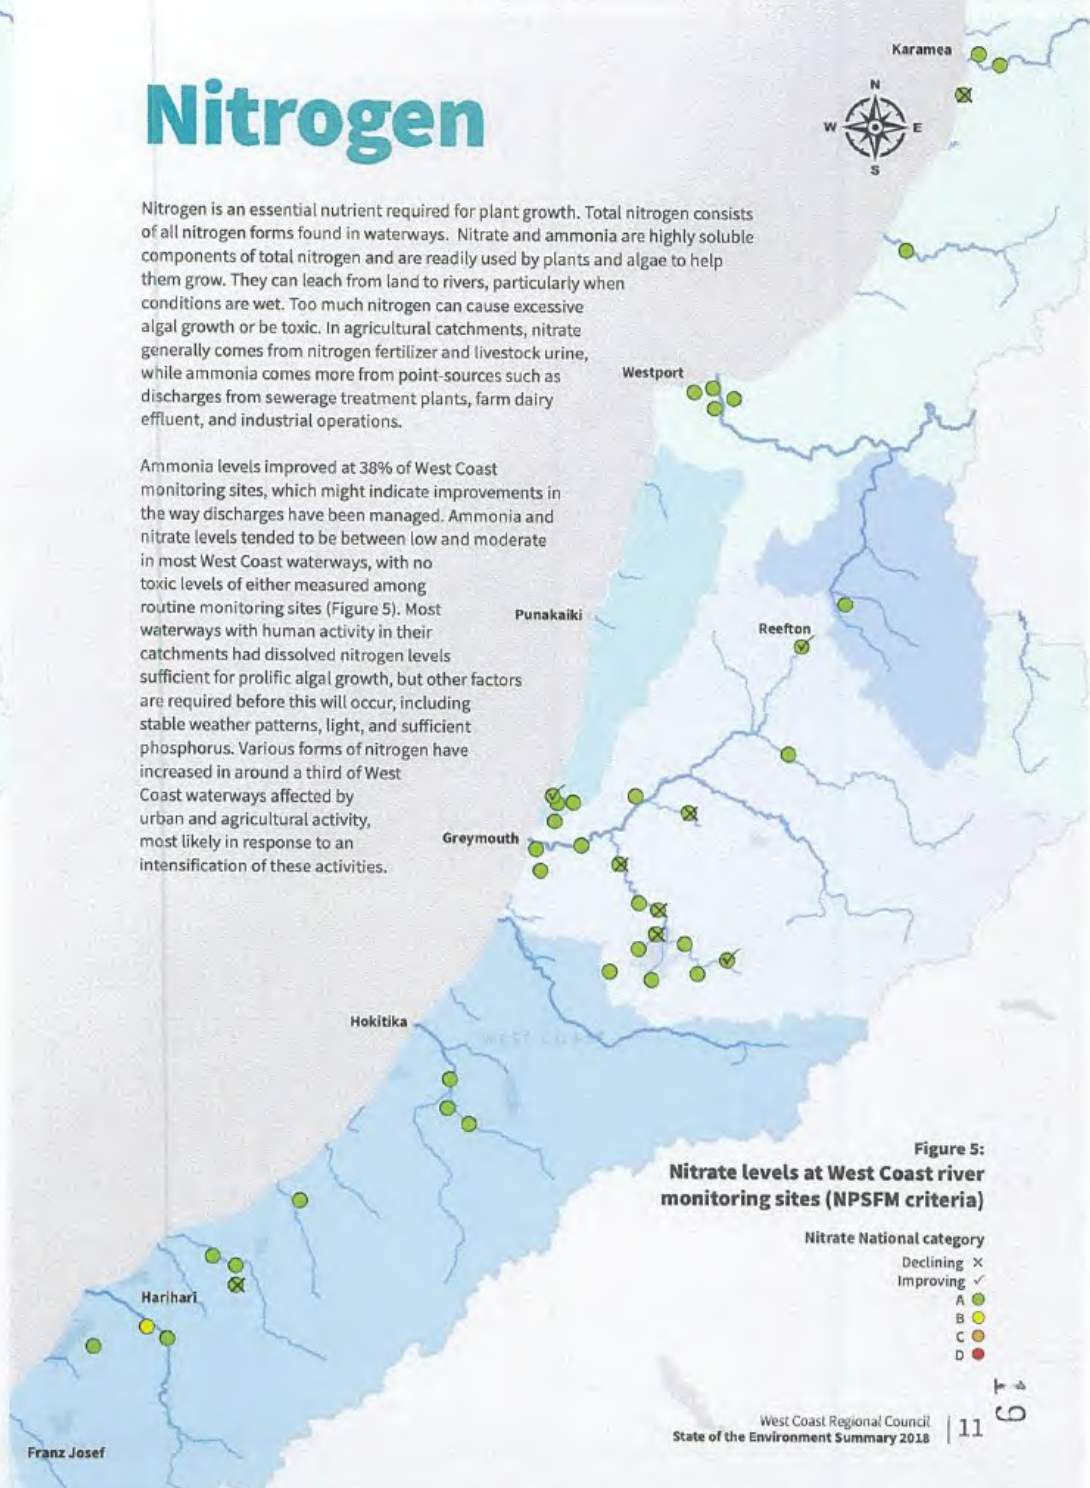 Nitrogen
Nitrogen is an essential nutrient required for plant growth. Total nitrogen consists
of all nitrogen forms found in waterways. Nitrate and ammonia are highly soluble
components of total nitrogen and are readily used by plants and algae to help
them grow. They can leach from land to rivers, particularly when
conditions are wet. Too much nitrogen can cause excessive
algal growth or be toxic. In agricultural catchments, nitrate
generally comes from nitrogen fertilizer and livestock urine,
while ammonia comes more from point-sources such as
discharges from sewerage treatment plants, farm dairy
effluent, and industrial operations.
Ammonia levels improved at 38% of West Coast
monitoring sites, which might indicate improvements in
the way discharges have been managed. Ammonia and
nitrate levels tended to be between low and moderate
in most West Coast waterways, with no
toxic levels of either measured among
routine monitoring sites (Figure 5). Most
waterways with human activity in their
catchments had dissolved nitrogen levels
sufficient for prolific algal growth, but other factors
are required before this will occur, including
stable weather patterns, light, and sufficient
phosphorus. Various forms of nitrogen have
increased in around a third of West
Coast waterways affected by
urban and agricultural activity,
most likely in response to an
intensification of these activities.
Karamea
N
W E
S
Westport
Punakaiki
Reefton
Greymouth
Hokitika
WEST COAST
Harihari
Franz Josef
Figure 5:
Nitrate levels at West Coast river
monitoring sites (NPSFM criteria)
Nitrate National category
Declining ×
Improving ✓
A
B
C
D
West Coast Regional Council
State of the Environment Summary 2018
11